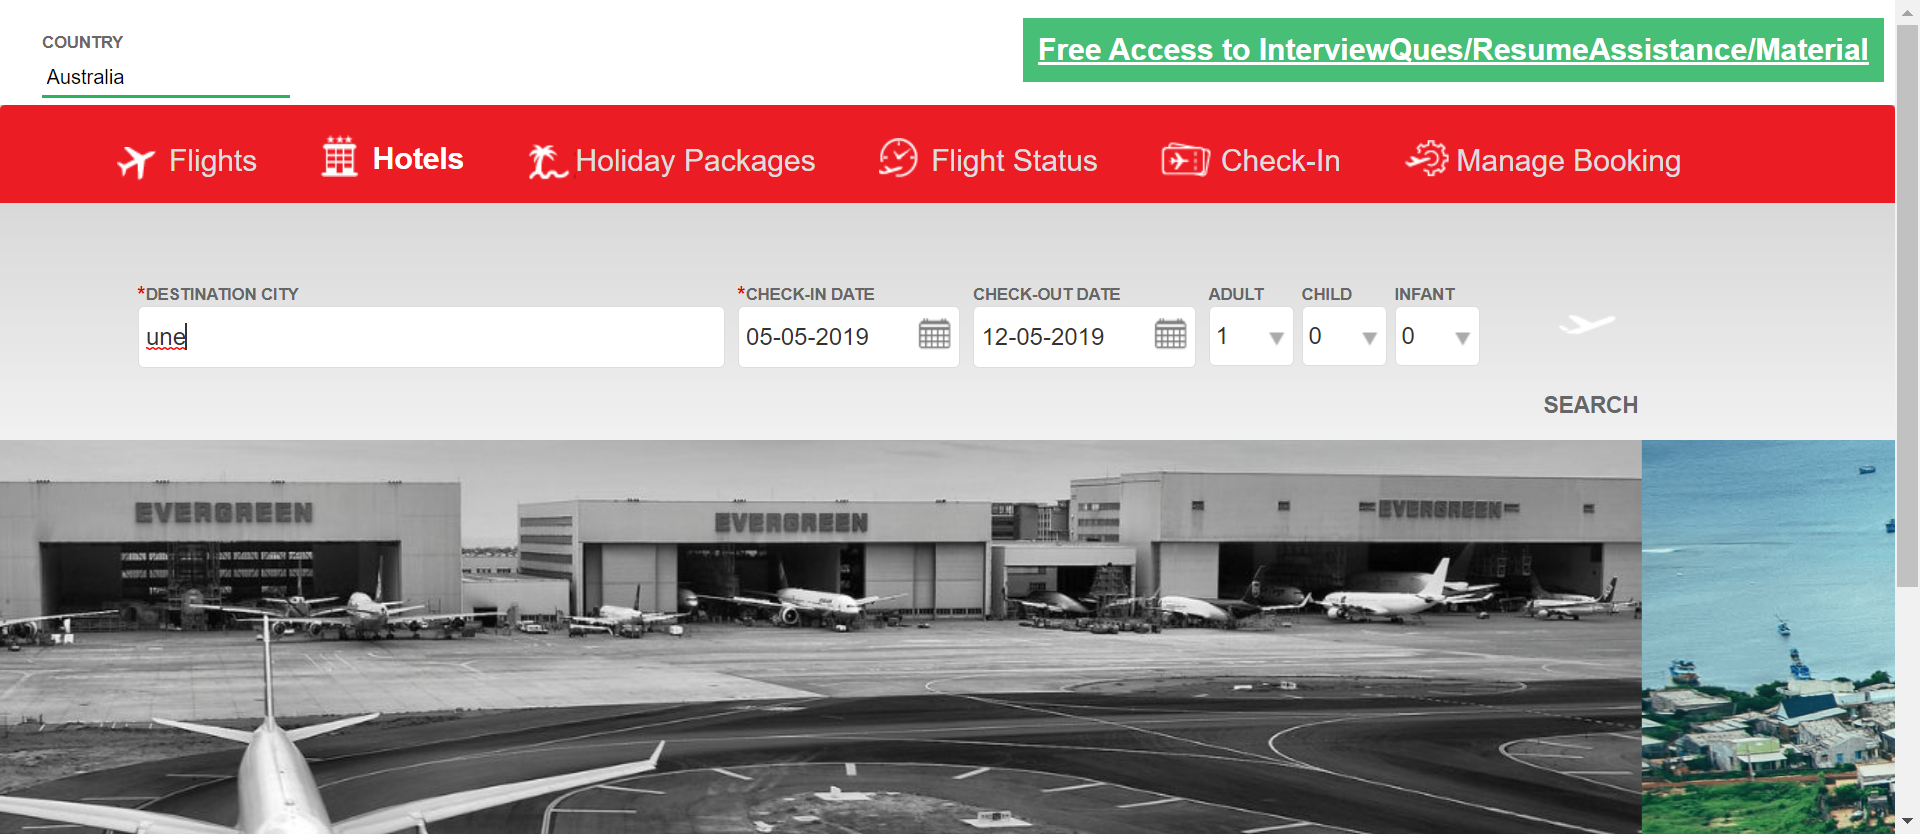 COUNTRY
Australia
Free Access to InterviewQues/ResumeAssistance/Material
Flights
Hotels
Holiday Packages
Flight Status
Check-In
Manage Booking
*DESTINATION CITY
*CHECK-IN DATE
CHECK-OUT DATE
ADULT
CHILD
INFANT
une
05-05-2019
12-05-2019
1
0
0
SEARCH
EVERGREEN
EVERGREEN
EVERGREEN